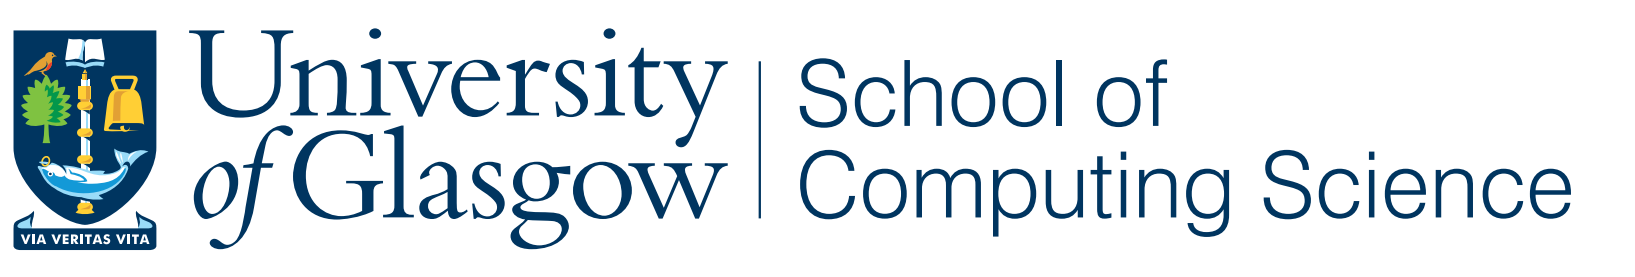 University
of Glasgow
School of
Computing Science
VIA VERITAS VITA